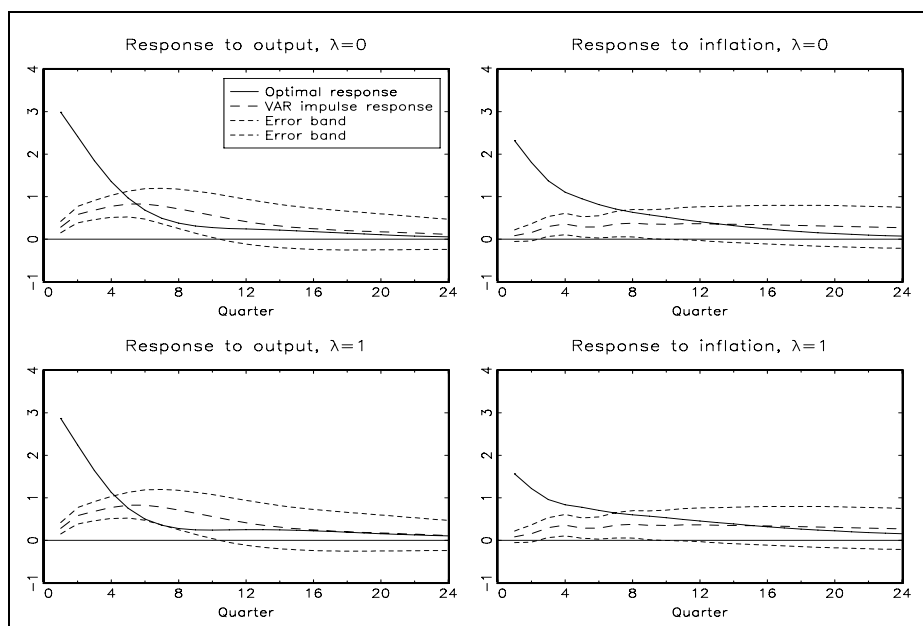 Response to output, λ=0
4
3
2
1
0
−1
Optimal response
VAR impulse response
Error band
Error band
0 4 8 12 16 20 24
Quarter
Response to inflation, λ=0
4
3
2
1
0
−1
0 4 8 12 16 20 24
Quarter
Response to output, λ=1
4
3
2
1
0
−1
0 4 8 12 16 20 24
Quarter
Response to inflation, λ=1
4
3
2
1
0
−1
0 4 8 12 16 20 24
Quarter